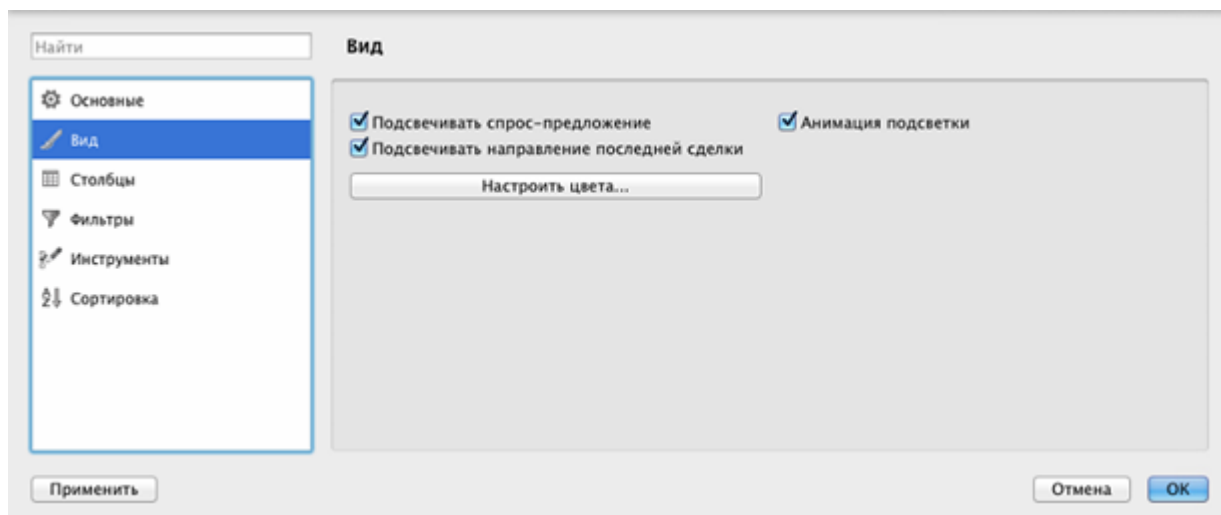 Найти
Основные
Вид
Столбцы
Фильтры
Инструменты
Сортировка
Вид
Подсвечивать спрос-предложение
Анимация подсветки
Подсвечивать направление последней сделки
Настроить цвета...
Применить
Отмена
OK